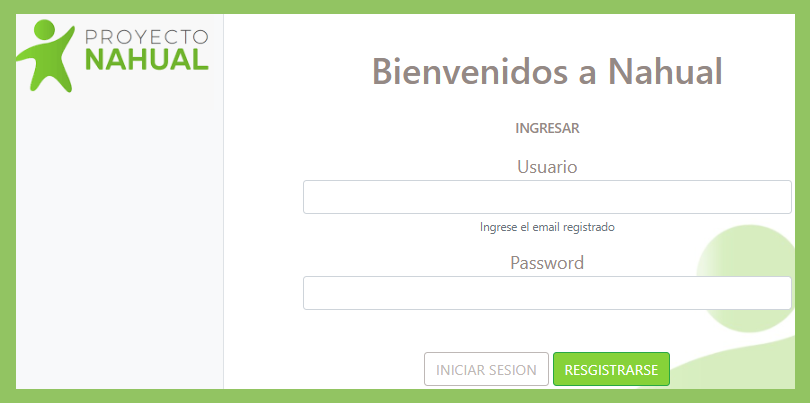 PROYECTO
NAHUAL
Bienvenidos a Nahual
INGRESAR
Usuario
Ingrese el email registrado
Password
INICIAR SESION
RESGISTRARSE